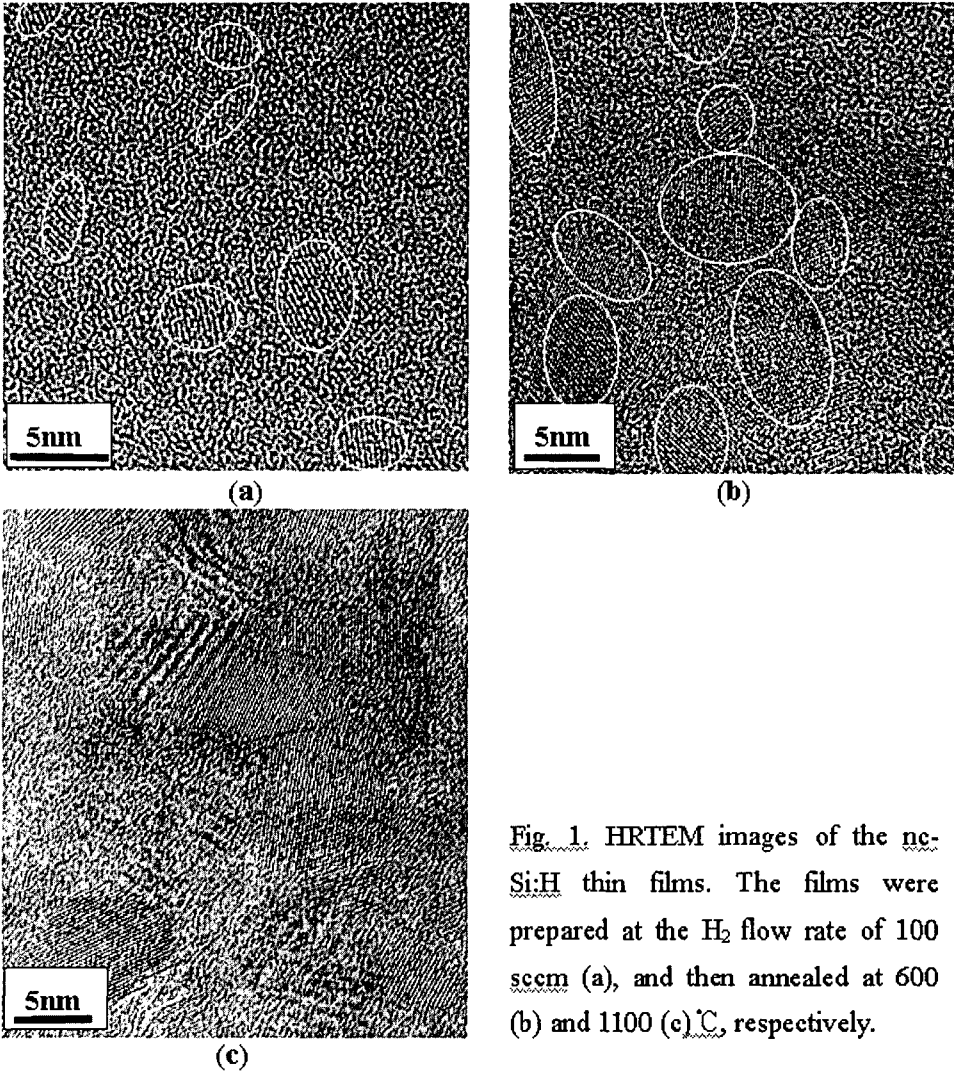 5nm
(a)
5nm
(b)
5nm
(c)
Fig. 1. HRTEM images of the nc-
Si:H thin films. The films were
prepared at the H₂ flow rate of 100
sccm (a), and then annealed at 600
(b) and 1100 (c)℃, respectively.